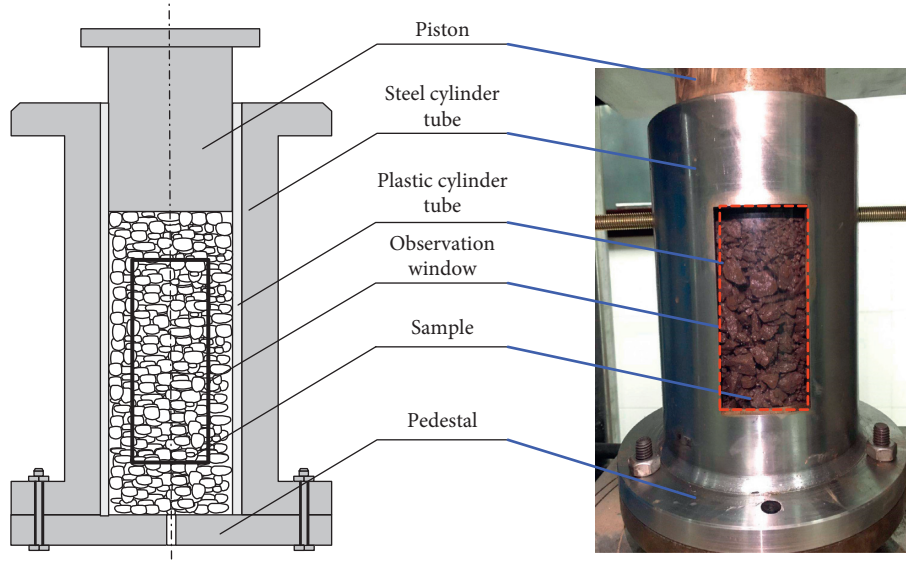 Piston
Steel cylinder
tube
Plastic cylinder
tube
Observation
window
Sample
Pedestal